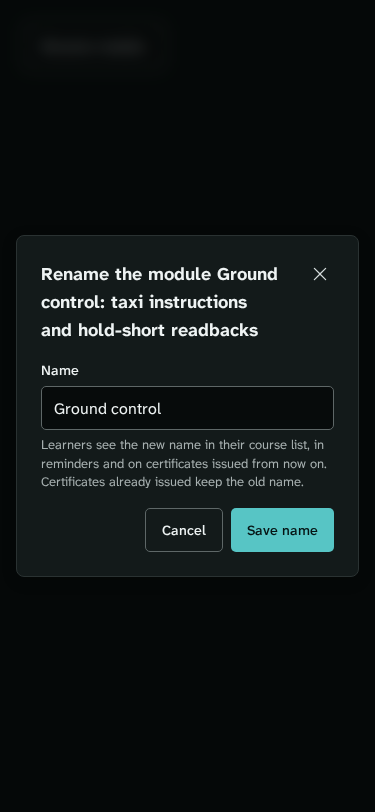 Rename the module Ground
control: taxi instructions
and hold-short readbacks
Name
Ground control
Learners see the new name in their course list, in
reminders and on certificates issued from now on.
Certificates already issued keep the old name.
Cancel
Save name